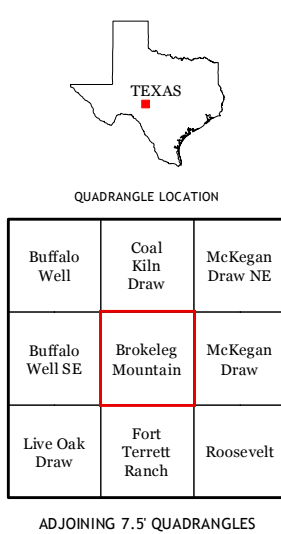 TEXAS
QUADRANGLE LOCATION
Buffalo
Well
Coal
Kiln
Draw
McKegan
Draw NE
Buffalo
Well SE
Brokeleg
Mountain
McKegan
Draw
Live Oak
Draw
Fort
Terrett
Ranch
Roosevelt
ADJOINING 7.5' QUADRANGLES